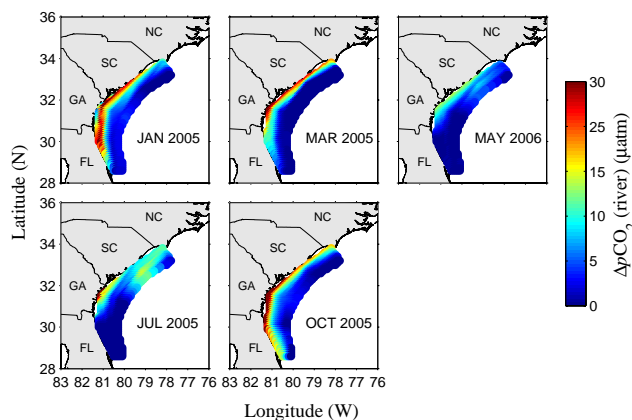 36
34
32
30
28
NC
SC
GA
FL
JAN 2005
NC
SC
GA
FL
MAR 2005
NC
SC
GA
FL
MAY 2006
36
34
32
30
28
NC
SC
GA
FL
JUL 2005
NC
SC
GA
FL
OCT 2005
83 82 81 80 79 78 77 76
83 82 81 80 79 78 77 76
Latitude (N)
Longitude (W)
30
25
20
15
10
5
0
ΔpCO2 (river) (µatm)